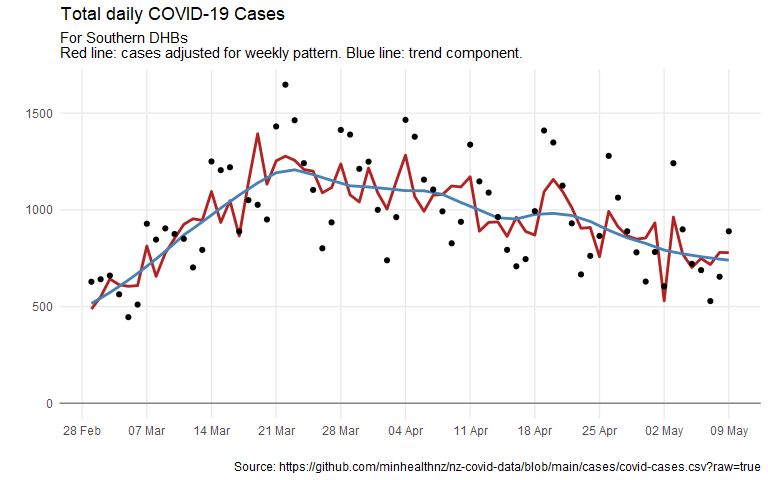 Total daily COVID-19 Cases
For Southern DHBs
Red line: cases adjusted for weekly pattern. Blue line: trend component.
1500
1000
500
0
28 Feb 07 Mar 14 Mar 21 Mar 28 Mar 04 Apr 11 Apr 18 Apr 25 Apr 02 May 09 May
Source: https://github.com/minhealthnz/nz-covid-data/blob/main/cases/covid-cases.csv?raw=true